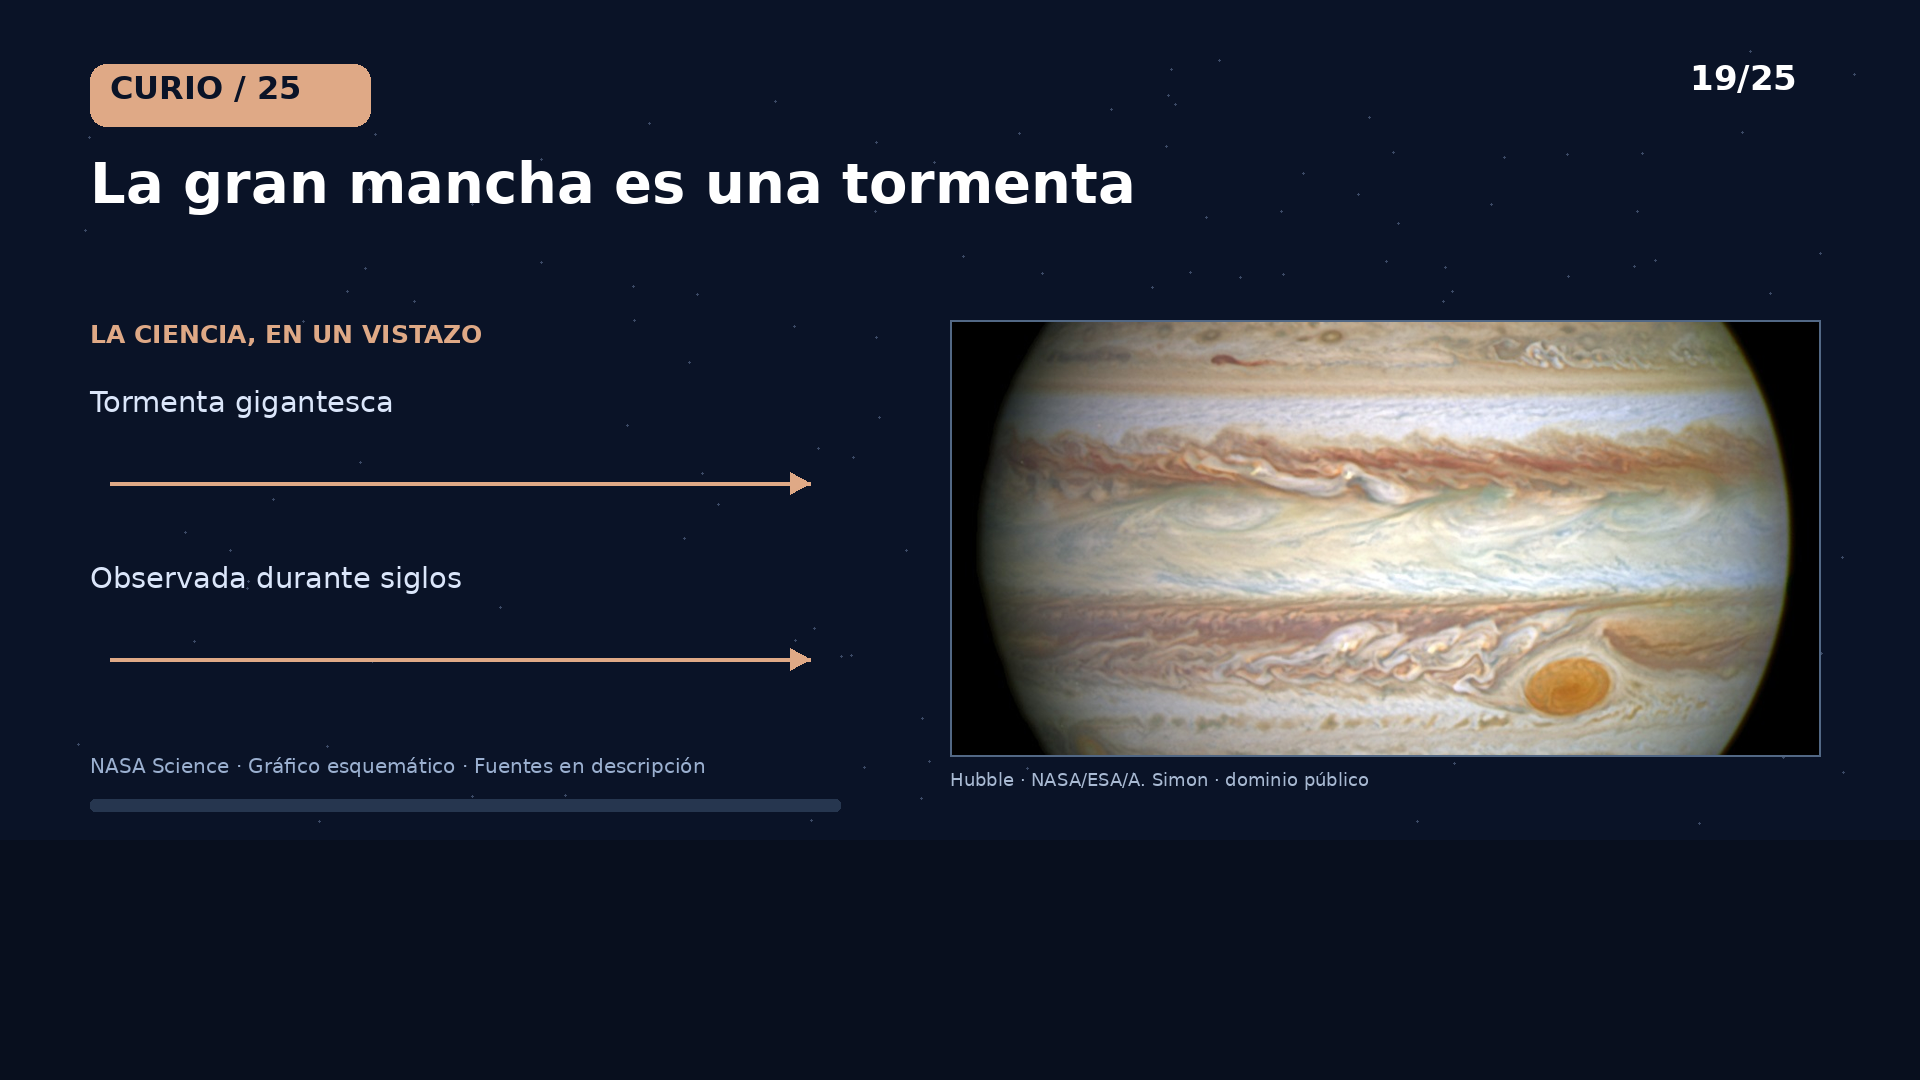 CURIO / 25
19/25
La gran mancha es una tormenta
LA CIENCIA, EN UN VISTAZO
Tormenta gigantesca
Observada durante siglos
NASA Science · Gráfico esquemático · Fuentes en descripción
Hubble · NASA/ESA/A. Simon · dominio público